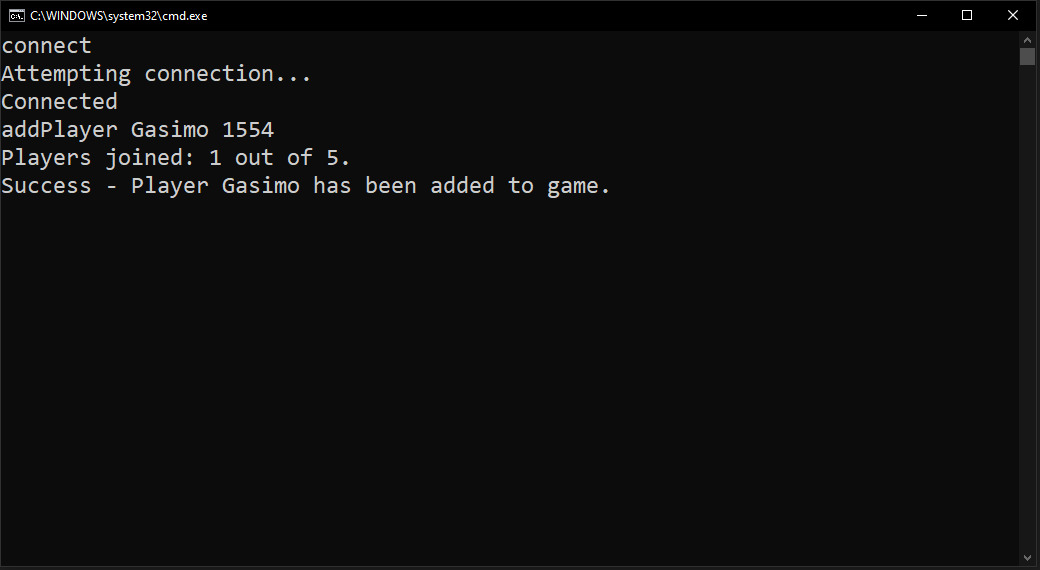 C:\WINDOWS\system32\cmd.exe
connect
Attempting connection...
Connected
addPlayer Gasimo 1554
Players joined: 1 out of 5.
Success - Player Gasimo has been added to game.